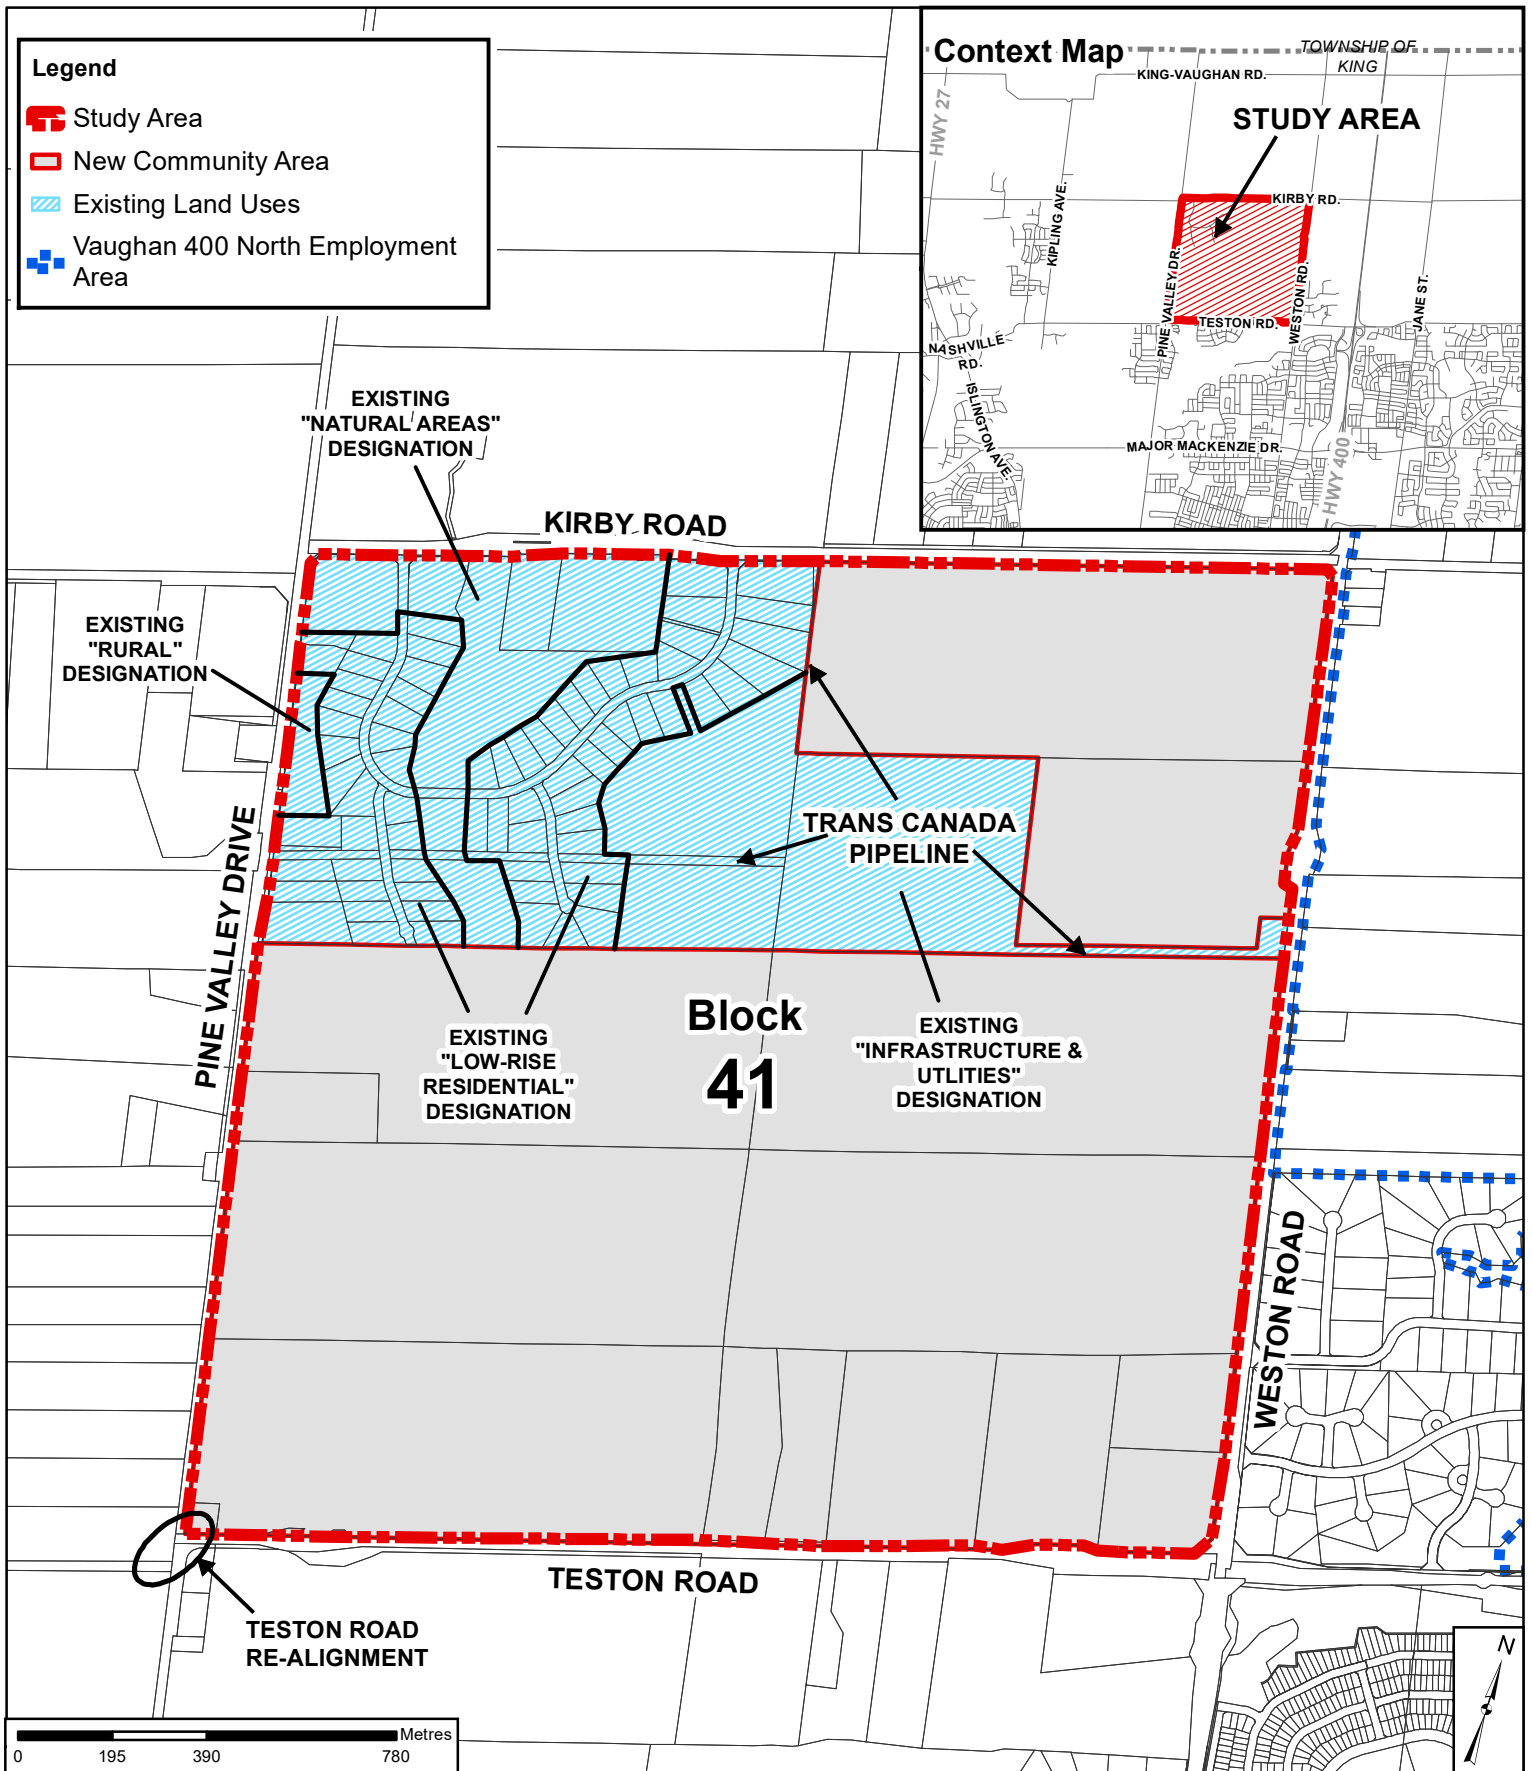 Legend
Study Area
New Community Area
Existing Land Uses
Vaughan 400 North Employment
Area
Context Map
TOWNSHIP OF
KING
KING-VAUGHAN RD.
HWY 27
STUDY AREA
KIPLING AVE.
KIRBY RD.
PINE VALLEY DR.
WESTON RD.
JANE ST.
TESTON RD.
NASHVILLE
RD.
ISLINGTON AVE.
MAJOR MACKENZIE DR.
HWY 400
EXISTING
"NATURAL AREAS"
DESIGNATION
KIRBY ROAD
EXISTING
"RURAL"
DESIGNATION
TRANS CANADA
PIPELINE
PINE VALLEY DRIVE
Block
41
EXISTING
"LOW-RISE
RESIDENTIAL"
DESIGNATION
EXISTING
"INFRASTRUCTURE &
UTLITIES"
DESIGNATION
WESTON ROAD
TESTON ROAD
TESTON ROAD
RE-ALIGNMENT
N
Metres
0 195 390 780